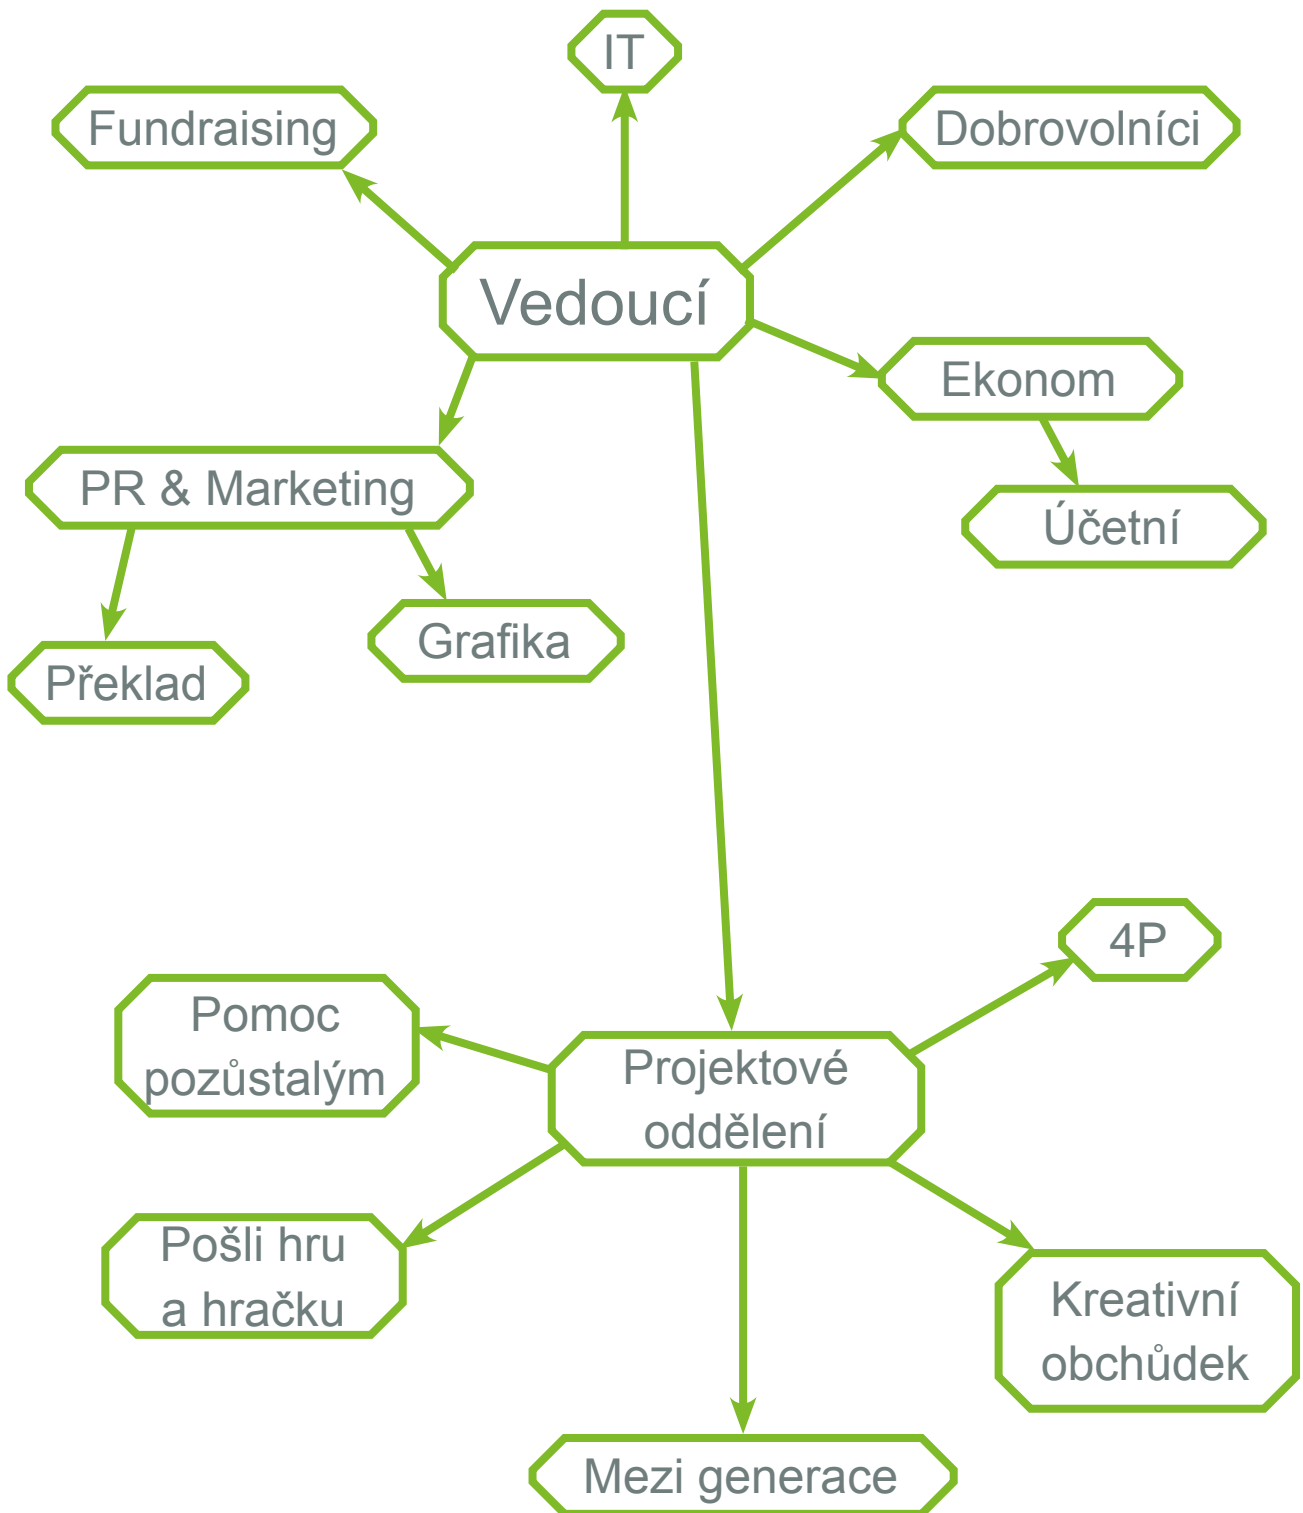 IT
Fundraising
Dobrovolníci
Vedoucí
Ekonom
PR & Marketing
Účetní
Grafika
Překlad
4P
Pomoc
pozůstalým
Projektové
oddělení
Pošli hru
a hračku
Kreativní
obchůdek
Mezi generace